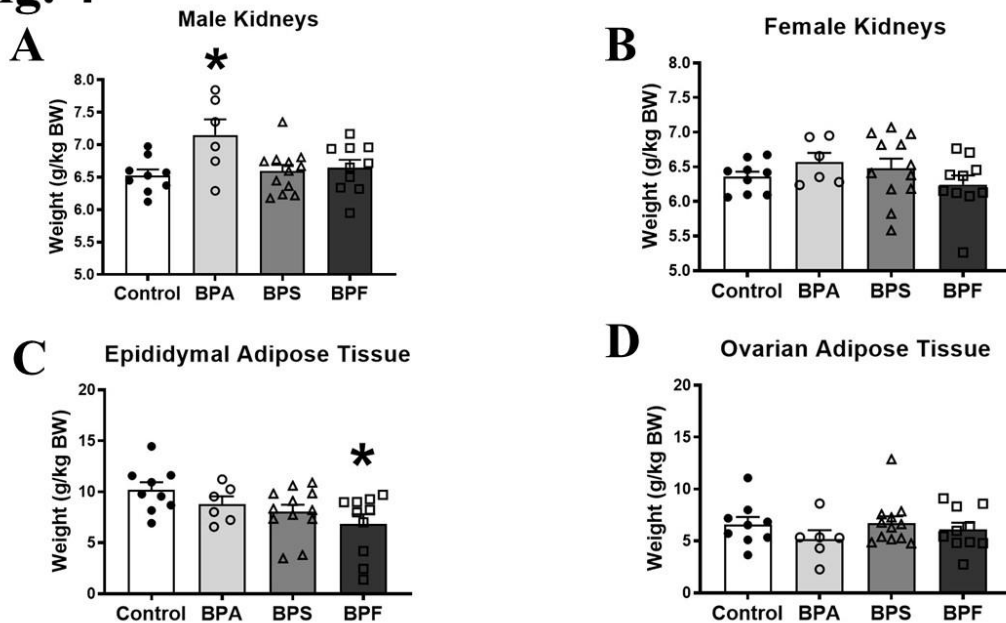 A
Male Kidneys
*
Weight (g/kg BW)
8.0
7.5
7.0
6.5
6.0
5.5
5.0
Control BPA BPS BPF
B
Female Kidneys
Weight (g/kg BW)
8.0
7.5
7.0
6.5
6.0
5.5
5.0
Control BPA BPS BPF
C
Epididymal Adipose Tissue
*
Weight (g/kg BW)
20
15
10
5
0
Control BPA BPS BPF
D
Ovarian Adipose Tissue
Weight (g/kg BW)
20
15
10
5
0
Control BPA BPS BPF